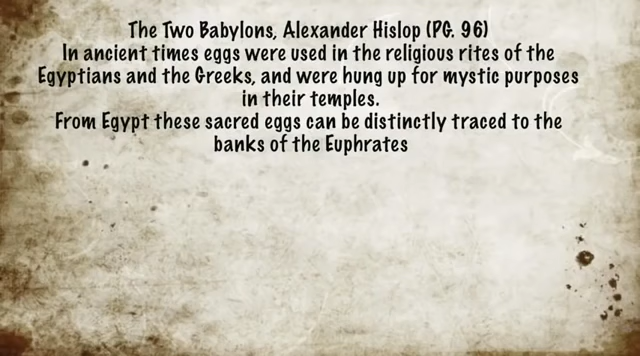 The Two Babylons, Alexander Hislop (PG. 96)
In ancient times eggs were used in the religious rites of the
Egyptians and the Greeks, and were hung up for mystic purposes
in their temples.
From Egypt these sacred eggs can be distinctly traced to the
banks of the Euphrates